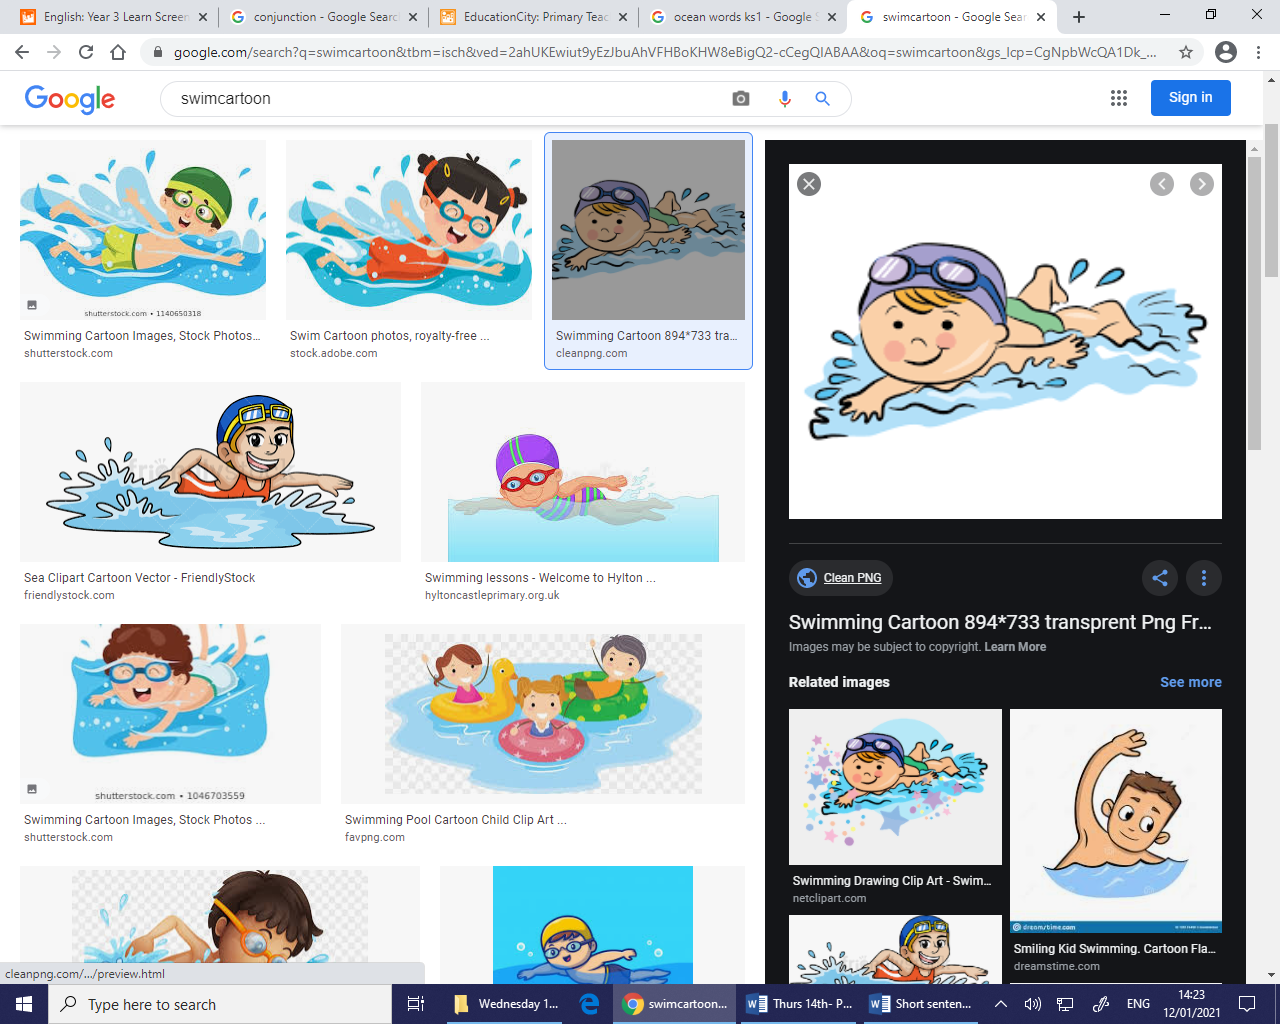 English: Year 3 Learn Screen
conjunction - Google Searc
EducationCity: Primary Teac
ocean words ks1 - Google S
swimcartoon - Google Sear
google.com/search?q=swimcartoon&tbm=isch&ved=2ahUKEwiut9yEzJbuAhVFHBoKHW8eBigQ2-cCegQIABAA&oq=swimcartoon&gs_lcp=CgNpbWcQA1Dk_...
Google
swimcartoon
Sign in
shutterstock.com • 1140650318
Swimming Cartoon Images, Stock Photos...
shutterstock.com
Swim Cartoon photos, royalty-free ...
stock.adobe.com
Swimming Cartoon 894*733 tra...
cleanpng.com
Sea Clipart Cartoon Vector - FriendlyStock
friendlystock.com
Swimming lessons - Welcome to Hylton ...
hyltoncastleprimary.org.uk
shutterstock.com • 1046703559
Swimming Cartoon Images, Stock Photos ...
shutterstock.com
Swimming Pool Cartoon Child Clip Art ...
favpng.com
Clean PNG
Swimming Cartoon 894*733 transprent Png Fr...
Images may be subject to copyright. Learn More
Related images
See more
Swimming Drawing Clip Art - Swim...
netclipart.com
dreamstime.com
Smiling Kid Swimming. Cartoon Fla...
dreamstime.com
cleanpng.com/.../preview.html
Type here to search
Wednesday 1...
swimcartoon...
Thurs 14th- P...
Short senten...
ENG
14:23
12/01/2021